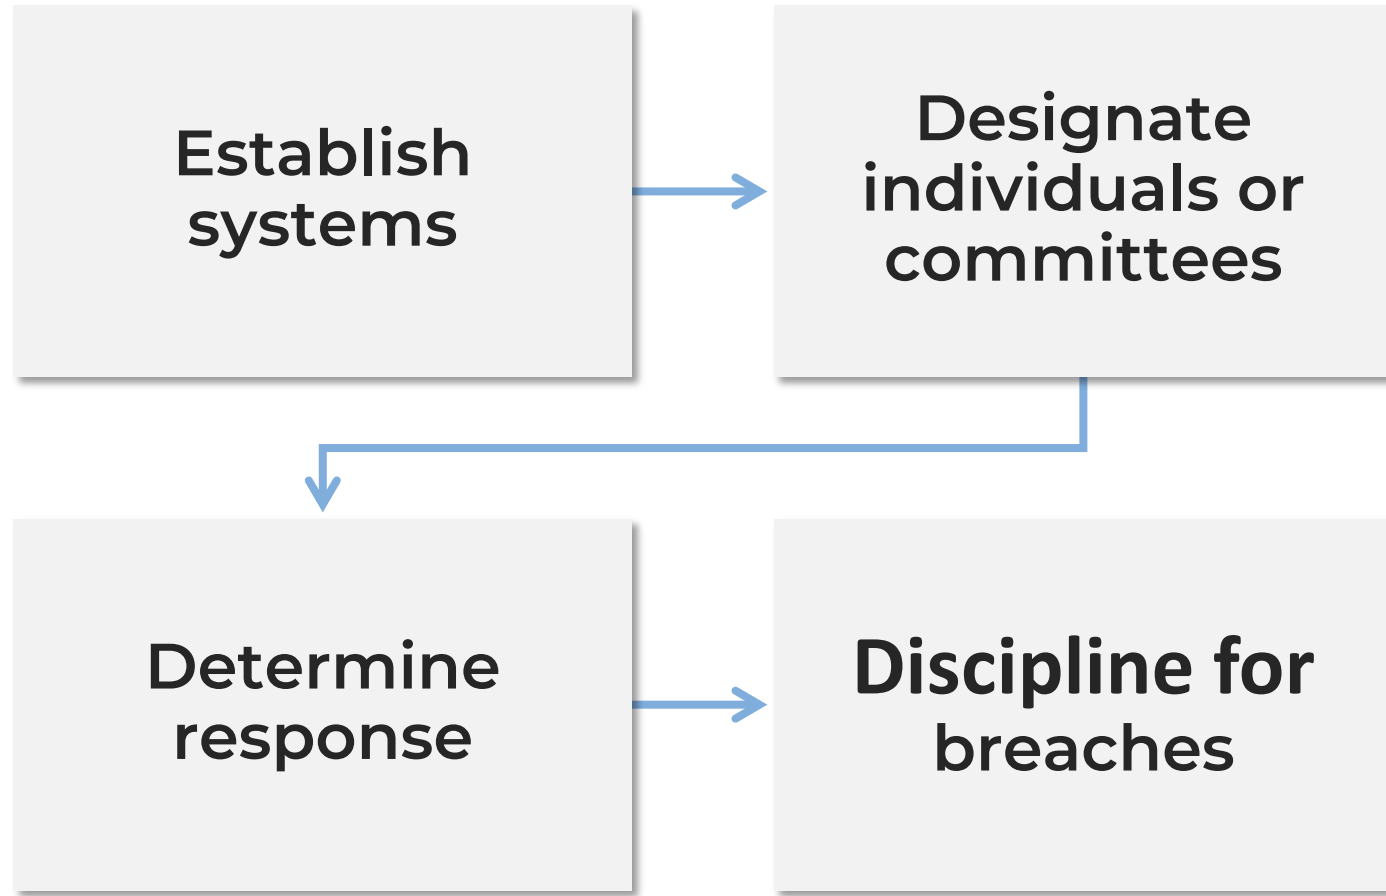 Establish
systems
Designate
individuals or
committees
Determine
response
Discipline for
breaches